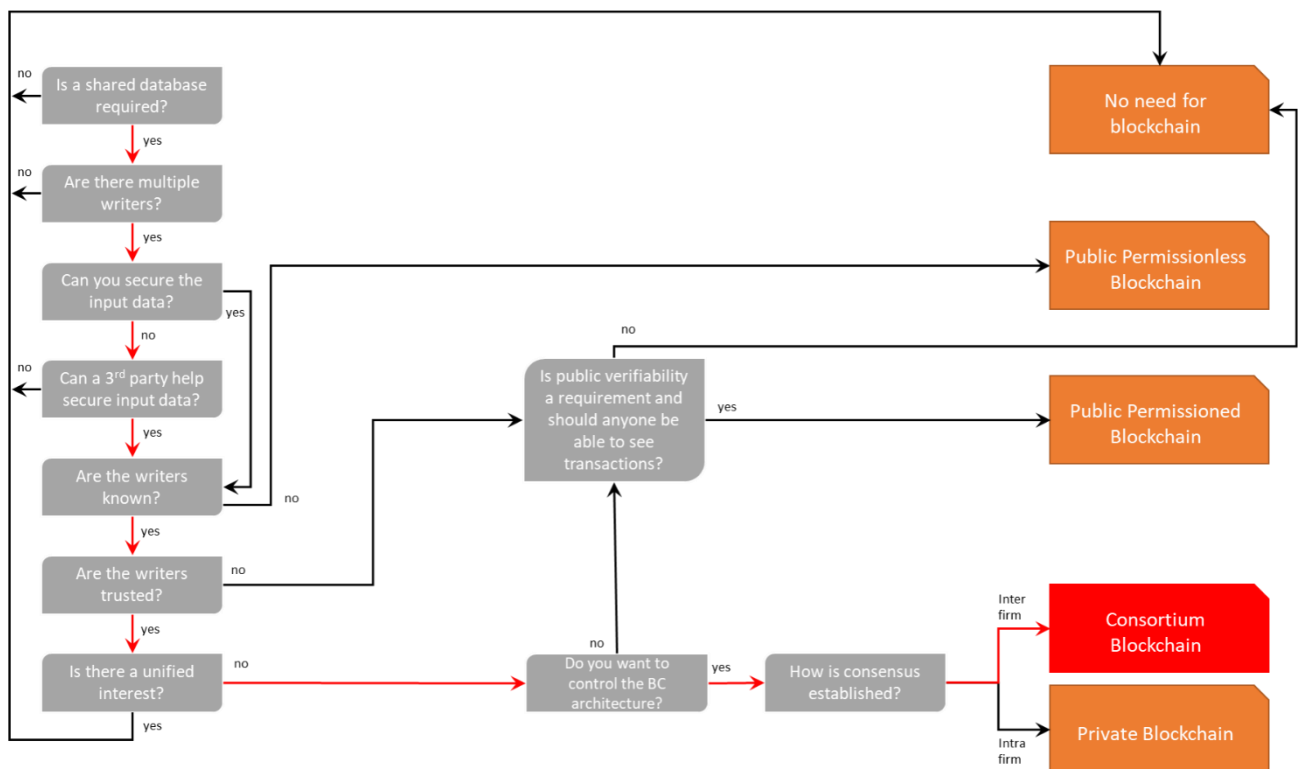 no
Is a shared database
required?
yes
No need for
blockchain
no
Are there multiple
writers?
yes
Can you secure the
input data?
yes
no
Public Permissionless
Blockchain
no
Can a 3rd party help
secure input data?
yes
no
Is public verifiability
a requirement and
should anyone be
able to see
transactions?
yes
Public Permissioned
Blockchain
Are the writers
known?
no
yes
Are the writers
trusted?
no
yes
Is there a unified
interest?
no
yes
no
Do you want to
control the BC
architecture?
yes
How is consensus
established?
Inter
firm
Consortium
Blockchain
Intra
firm
Private Blockchain